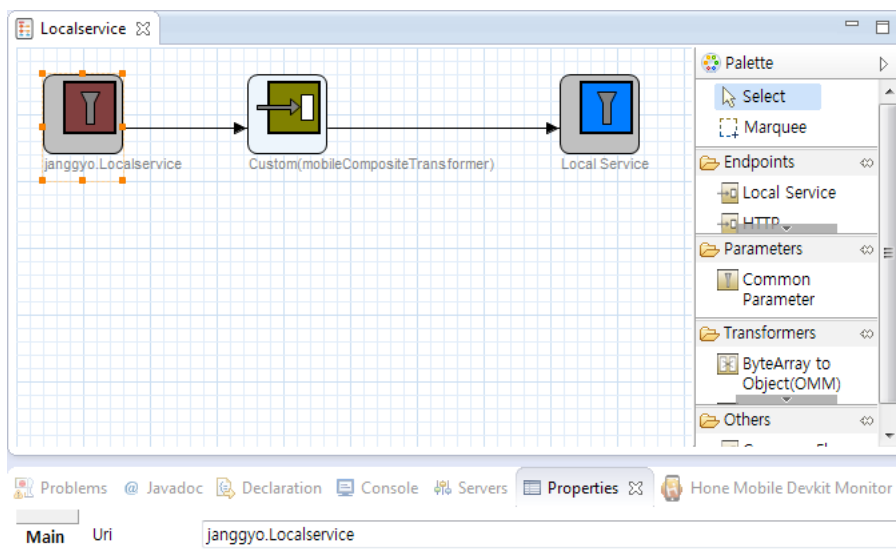 Localservice
Palette
Select
Marquee
Endpoints
Local Service
HTTP
Parameters
Common
Parameter
Transformers
ByteArray to
Object(OMM)
Others
janggyo.Localservice
Custom(mobileCompositeTransformer)
Local Service
Problems @ Javadoc Declaration Console Servers Properties Hone Mobile Devkit Monitor
Main Uri janggyo.Localservice